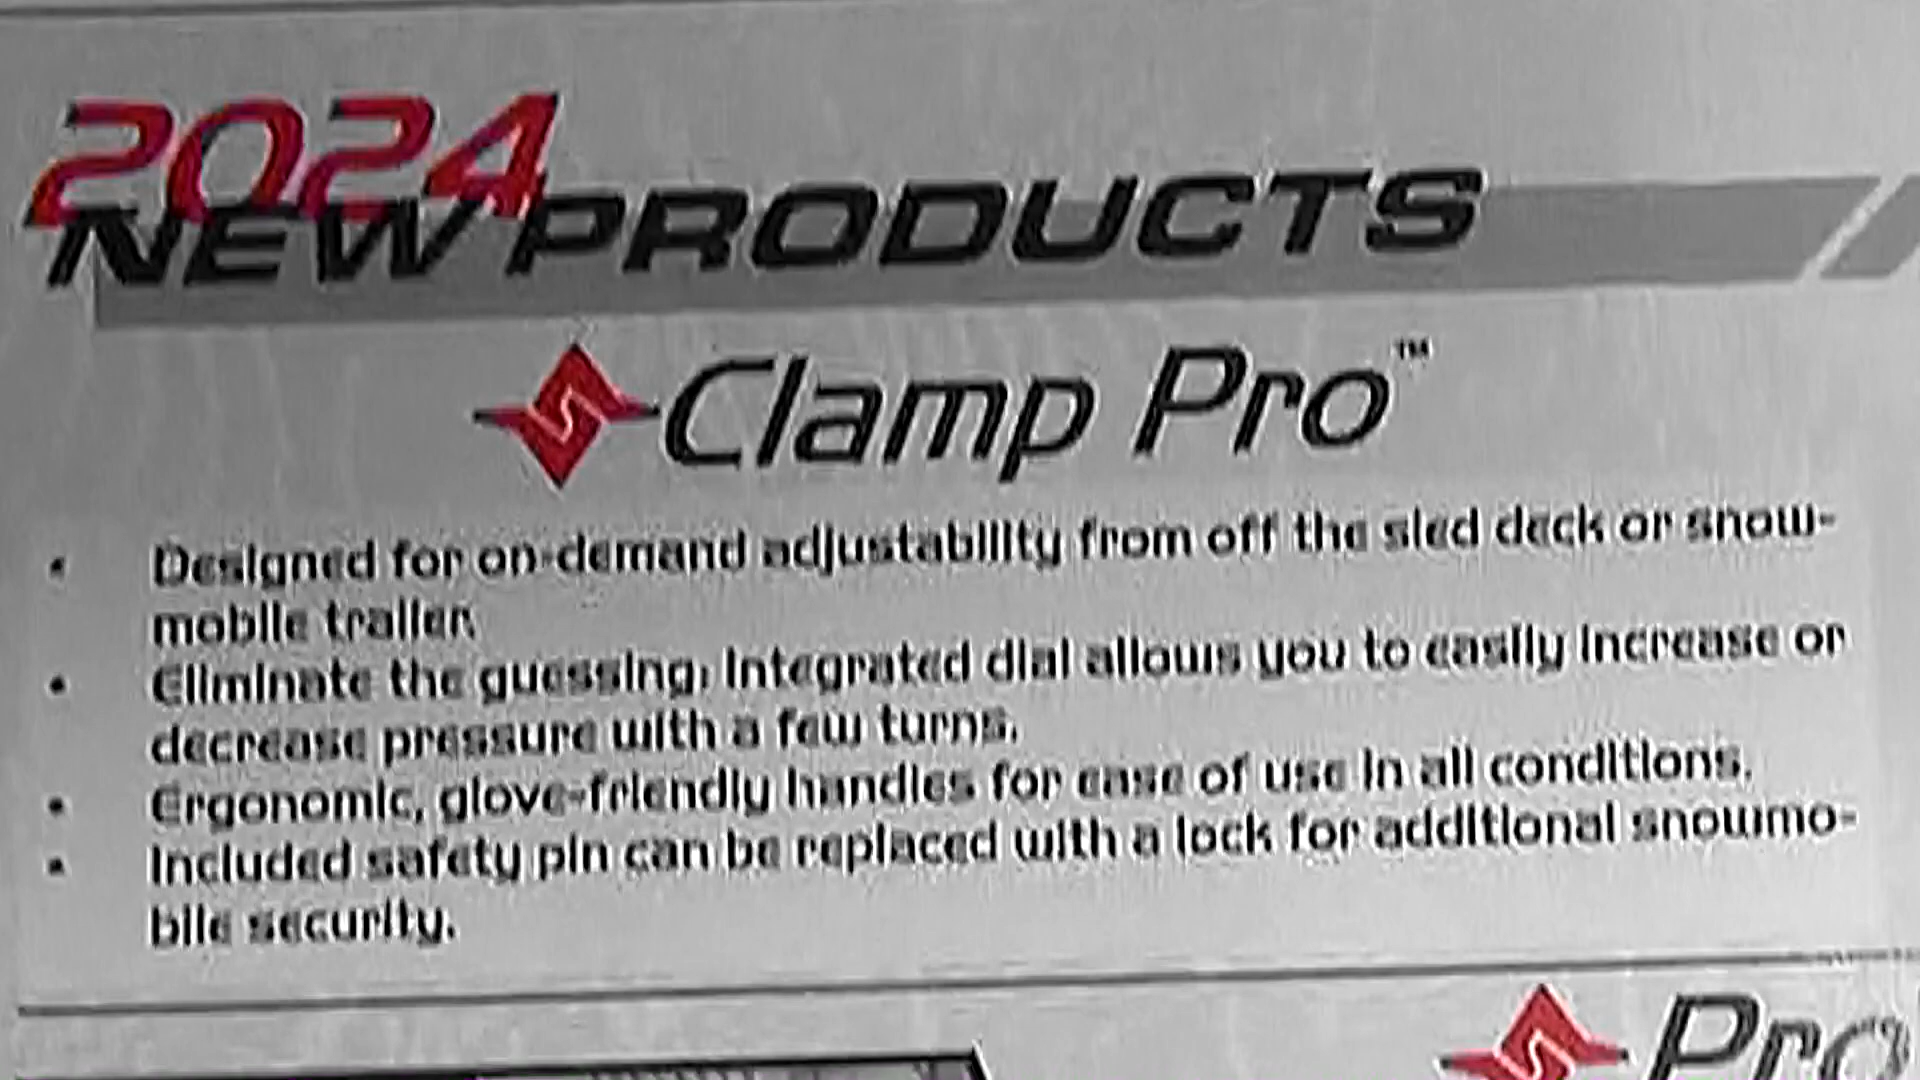 2024
NEW PRODUCTS
Clamp Pro™
• Designed for on-demand adjustability from off the sled deck or snow-
mobile trailer.
• Eliminate the guessing, integrated dial allows you to easily increase or
decrease pressure with a few turns.
• Ergonomic, glove-friendly handles for ease of use in all conditions.
• Included safety pin can be replaced with a lock for additional snowmo-
bile security.
Pro